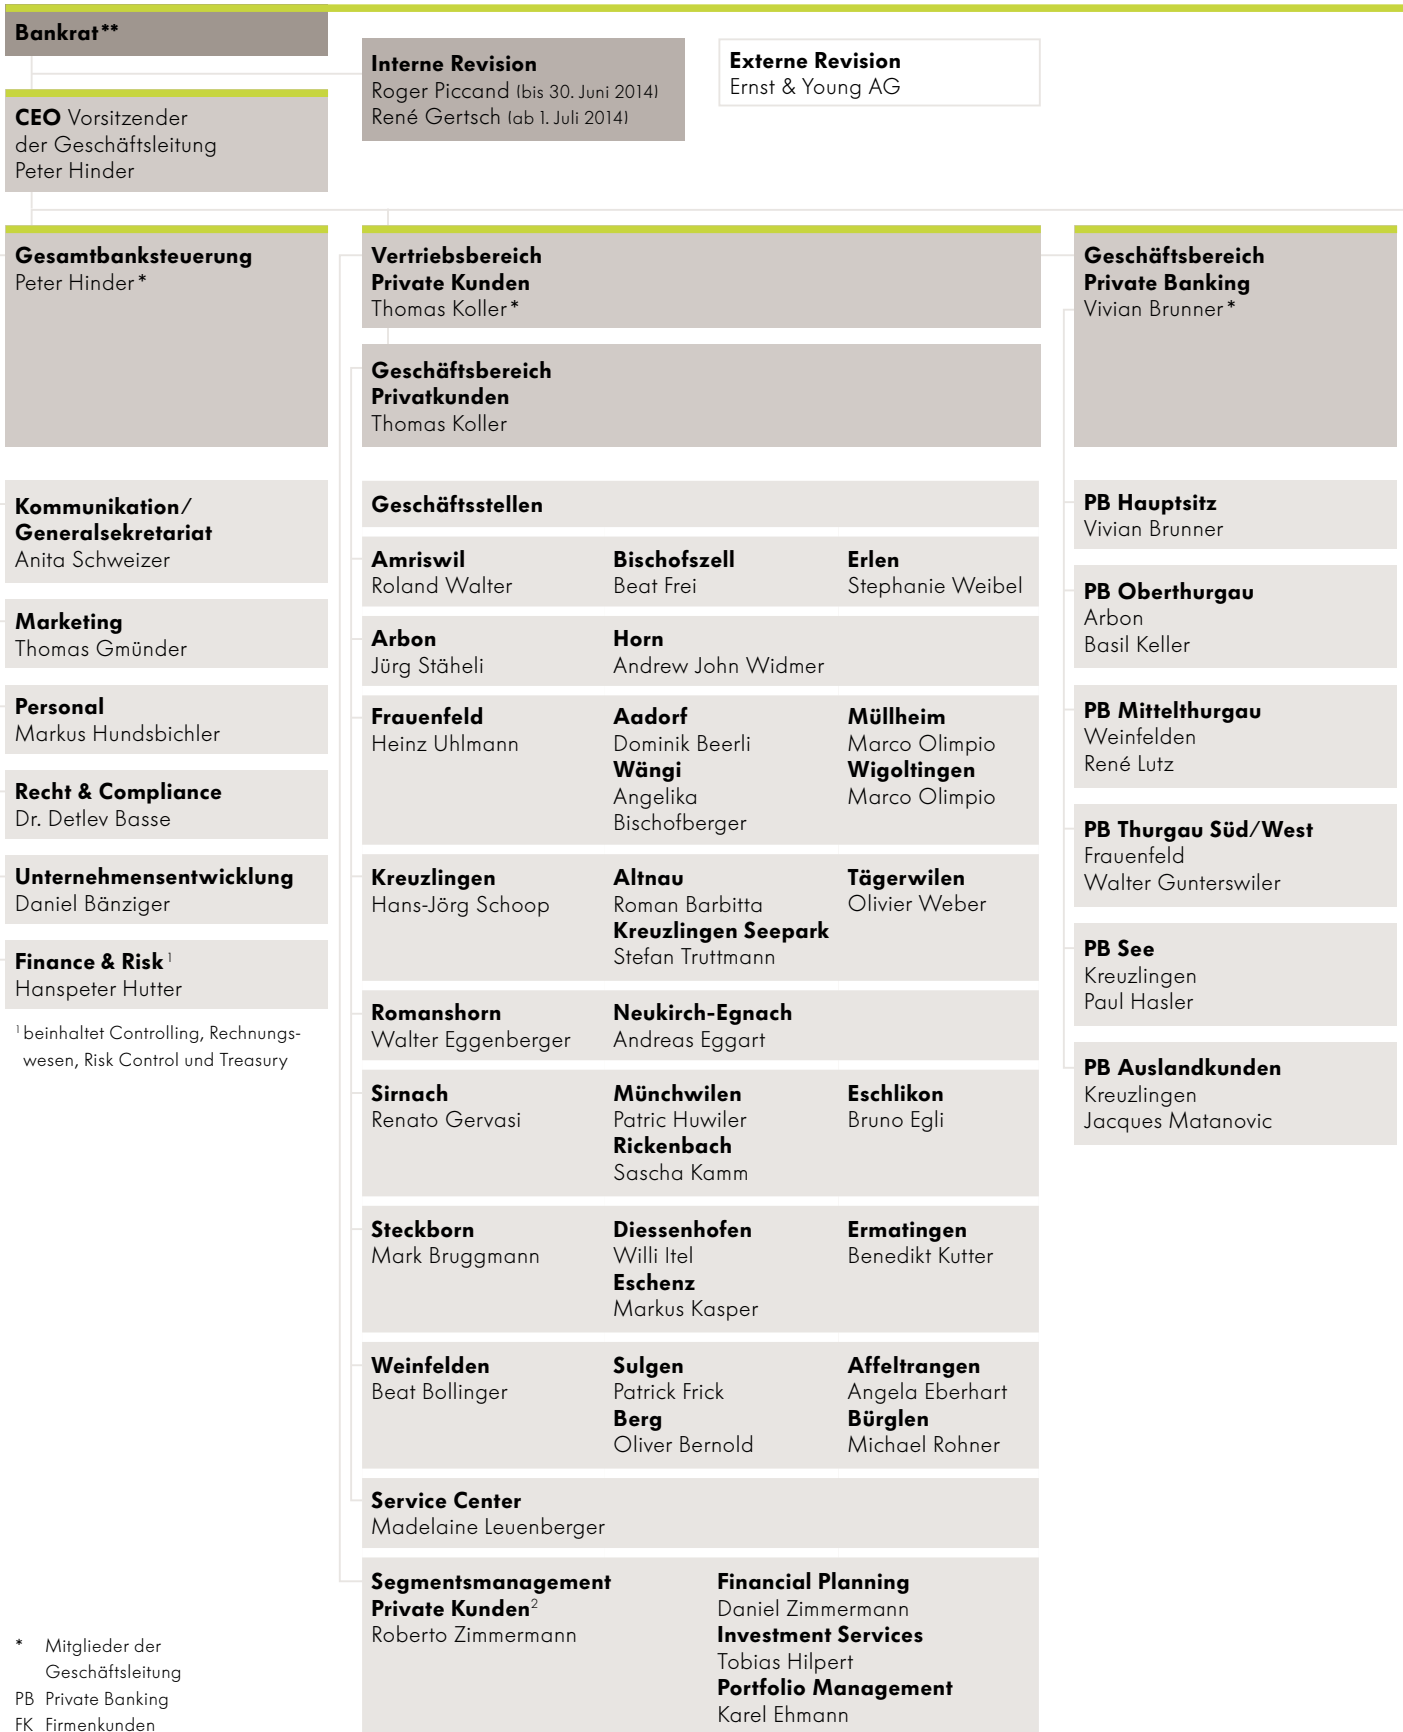 Bankrat**
Interne Revision
Roger Piccand (bis 30. Juni 2014)
René Gertsch (ab 1. Juli 2014)
Externe Revision
Ernst & Young AG
CEO Vorsitzender
der Geschäftsleitung
Peter Hinder
Gesamtbanksteuerung
Peter Hinder*
Kommunikation/
Generalsekretariat
Anita Schweizer
Marketing
Thomas Gmünder
Personal
Markus Hundsbichler
Recht & Compliance
Dr. Detlev Basse
Unternehmensentwicklung
Daniel Bänziger
Finance & Risk¹
Hanspeter Hutter
¹ beinhaltet Controlling, Rechnungs-
wesen, Risk Control und Treasury
Vertriebsbereich
Private Kunden
Thomas Koller*
Geschäftsbereich
Privatkunden
Thomas Koller
Geschäftsstellen
Amriswil
Roland Walter
Bischofszell
Beat Frei
Erlen
Stephanie Weibel
Arbon
Jürg Stäheli
Horn
Andrew John Widmer
Frauenfeld
Heinz Uhlmann
Aadorf
Dominik Beerli
Wängi
Angelika
Bischofberger
Müllheim
Marco Olimpio
Wigoltingen
Marco Olimpio
Kreuzlingen
Hans-Jörg Schoop
Altnau
Roman Barbitta
Kreuzlingen Seepark
Stefan Truttmann
Tägerwilen
Olivier Weber
Romanshorn
Walter Eggenberger
Neukirch-Egnach
Andreas Eggart
Sirnach
Renato Gervasi
Münchwilen
Patric Huwiler
Rickenbach
Sascha Kamm
Eschlikon
Bruno Egli
Steckborn
Mark Bruggmann
Diessenhofen
Willi Itel
Eschenz
Markus Kasper
Ermatingen
Benedikt Kutter
Weinfelden
Beat Bollinger
Sulgen
Patrick Frick
Berg
Oliver Bernold
Affeltrangen
Angela Eberhart
Bürglen
Michael Rohner
Service Center
Madelaine Leuenberger
Segmentsmanagement
Private Kunden²
Roberto Zimmermann
Financial Planning
Daniel Zimmermann
Investment Services
Tobias Hilpert
Portfolio Management
Karel Ehmann
Geschäftsbereich
Private Banking
Vivian Brunner*
PB Hauptsitz
Vivian Brunner
PB Oberthurgau
Arbon
Basil Keller
PB Mittelthurgau
Weinfelden
René Lutz
PB Thurgau Süd/West
Frauenfeld
Walter Gunterswiler
PB See
Kreuzlingen
Paul Hasler
PB Auslandkunden
Kreuzlingen
Jacques Matanovic
* Mitglieder der
Geschäftsleitung
PB Private Banking
FK Firmenkunden